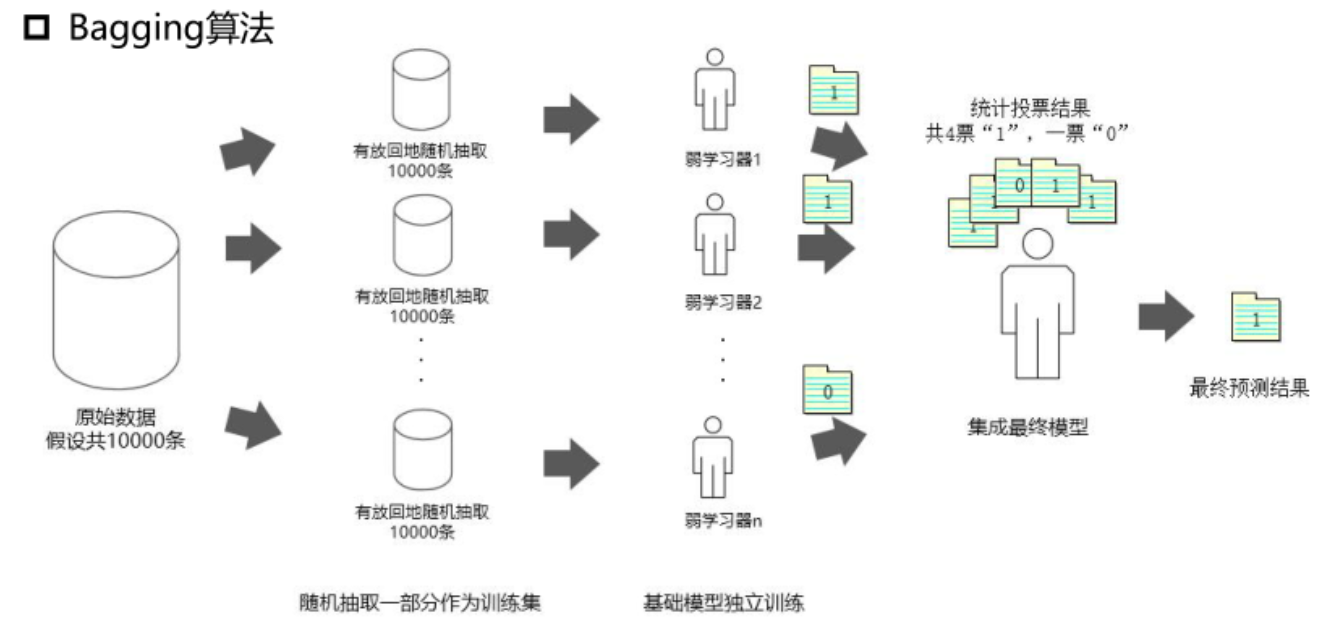 Bagging算法
原始数据
假设共10000条
有放回地随机抽取
10000条
有放回地随机抽取
10000条
有放回地随机抽取
10000条
随机抽取一部分作为训练集
弱学习器1
弱学习器2
弱学习器n
基础模型独立训练
1
1
0
统计投票结果
共4票“1”，一票“0”
1
1
0
1
1
集成最终模型
1
最终预测结果